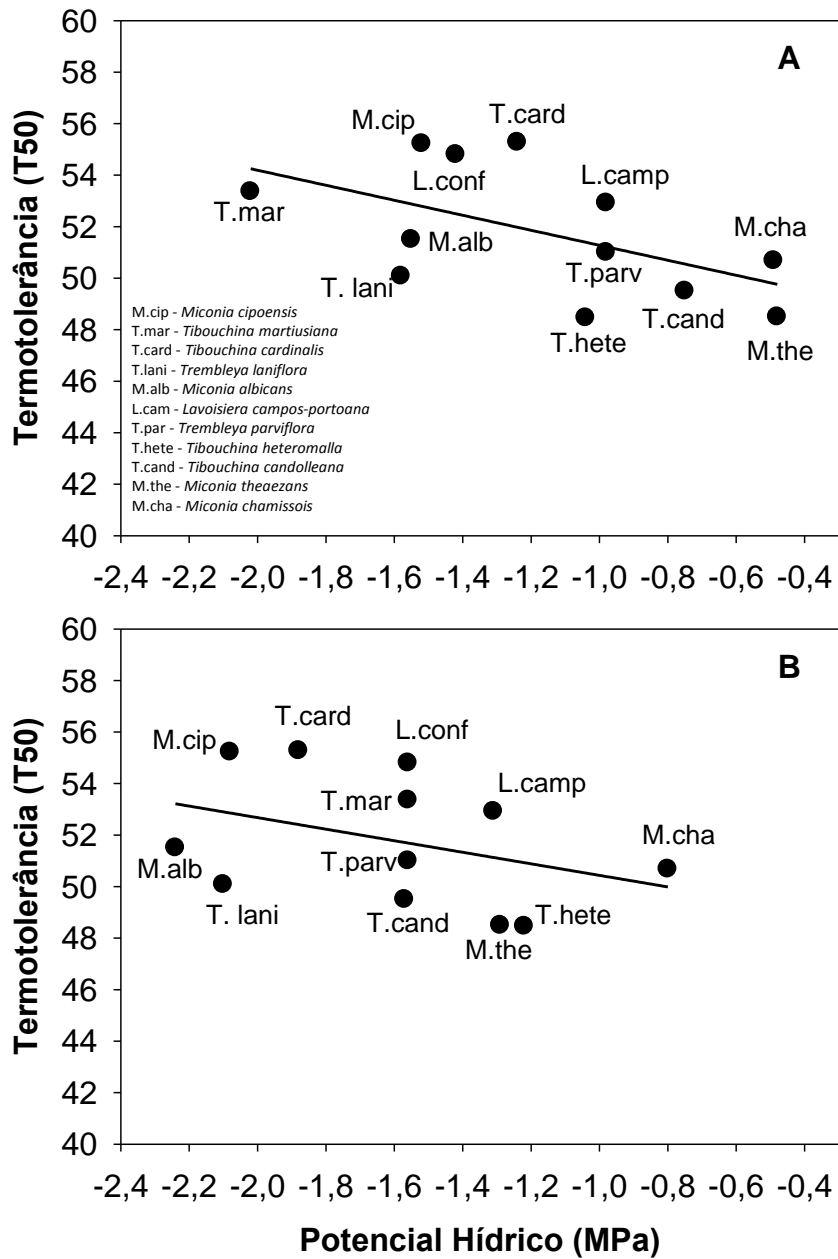 60
A
58
56
M.cip
T.card
54
L.conf
L.camp
T.mar
52
M.alb
M.cha
T.parv
50
T. lani
T.cand
48
T.hete
M.the
46
44
42
40
Termotolerância (T50)
M.cip - Miconia cipoensis
T.mar - Tibouchina martiusiana
T.card - Tibouchina cardinalis
T.lani - Trembleya laniflora
M.alb - Miconia albicans
L.cam - Lavoisiera campos-portoana
T.par - Trembleya parviflora
T.hete - Tibouchina heteromalla
T.cand - Tibouchina candolleana
M.the - Miconia theaezans
M.cha - Miconia chamissois
-2,4 -2,2 -2,0 -1,8 -1,6 -1,4 -1,2 -1,0 -0,8 -0,6 -0,4
60
B
58
56
M.cip
T.card
L.conf
54
T.mar
L.camp
52
M.alb
T.parv
M.cha
50
T. lani
T.cand
T.hete
48
M.the
46
44
42
40
Termotolerância (T50)
-2,4 -2,2 -2,0 -1,8 -1,6 -1,4 -1,2 -1,0 -0,8 -0,6 -0,4
Potencial Hídrico (MPa)